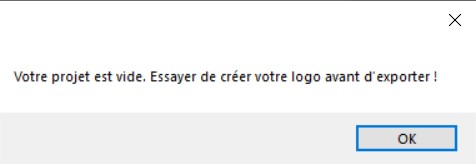 Votre projet est vide. Essayer de créer votre logo avant d'exporter !
OK